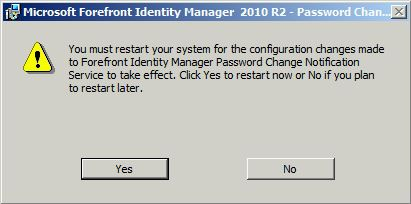 Microsoft Forefront Identity Manager 2010 R2 - Password Chan...
You must restart your system for the configuration changes made
to Forefront Identity Manager Password Change Notification
Service to take effect. Click Yes to restart now or No if you plan
to restart later.
Yes
No